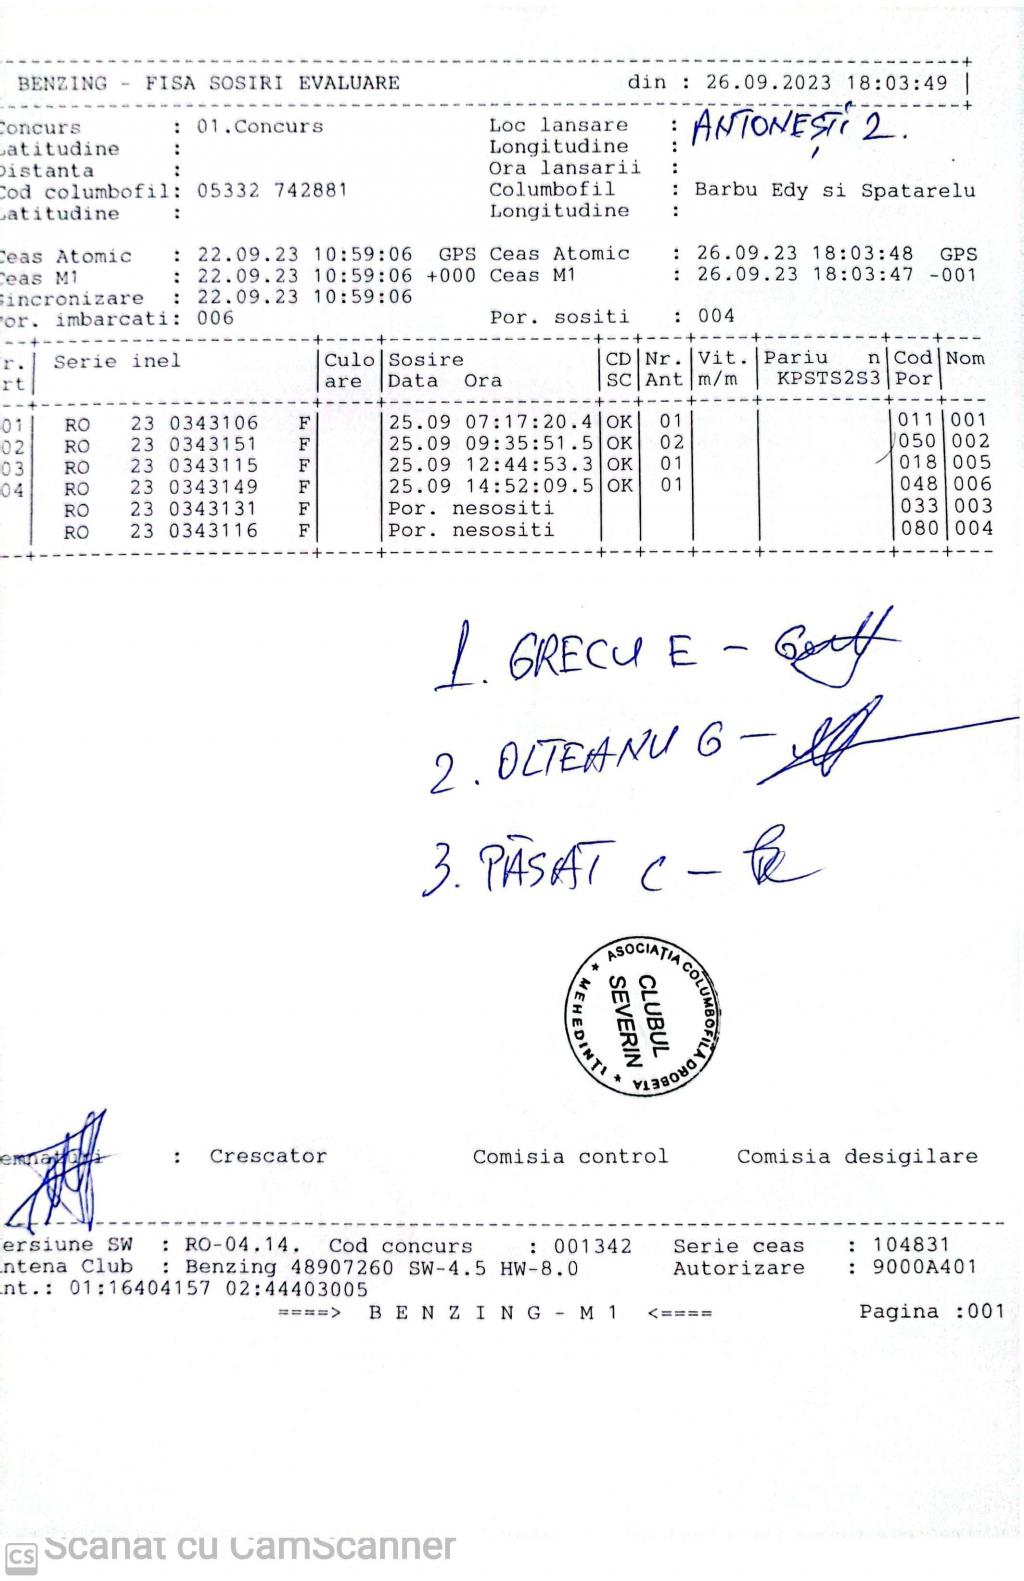 BENZING - FISA SOSIRI EVALUARE din : 26.09.2023 18:03:49
Concurs : 01.Concurs Loc lansare : ANTONEȘTI 2.
Latitudine : Longitudine :
Distanta : Ora lansarii :
Cod columbofil: 05332 742881 Columbofil : Barbu Edy si Spatarelu
Latitudine : Longitudine :
Ceas Atomic : 22.09.23 10:59:06 GPS Ceas Atomic : 26.09.23 18:03:48 GPS
Ceas M1 : 22.09.23 10:59:06 +000 Ceas M1 : 26.09.23 18:03:47 -001
Sincronizare : 22.09.23 10:59:06
Por. imbarcati: 006 Por. sositi : 004
r. Serie inel Culo Sosire CD Nr. Vit. Pariu n Cod Nom
rt are Data Ora SC Ant m/m KPSTS2S3 Por
01 RO 23 0343106 F 25.09 07:17:20.4 OK 01 011 001
02 RO 23 0343151 F 25.09 09:35:51.5 OK 02 050 002
03 RO 23 0343115 F 25.09 12:44:53.3 OK 01 018 005
04 RO 23 0343149 F 25.09 14:52:09.5 OK 01 048 006
RO 23 0343131 F Por. nesositi 033 003
RO 23 0343116 F Por. nesositi 080 004
1. GRECU E -
2. OLTEANU G -
3. PĂSAT C -
ASOCIAȚIA COLUMBOFILA DROBETA * MEHEDINTI *
CLUBUL
SEVERIN
emnaturi : Crescator Comisia control Comisia desigilare
ersiune SW : RO-04.14. Cod concurs : 001342 Serie ceas : 104831
ntena Club : Benzing 48907260 SW-4.5 HW-8.0 Autorizare : 9000A401
nt.: 01:16404157 02:44403005
====> B E N Z I N G - M 1 <==== Pagina :001
CS Scanat cu CamScanner